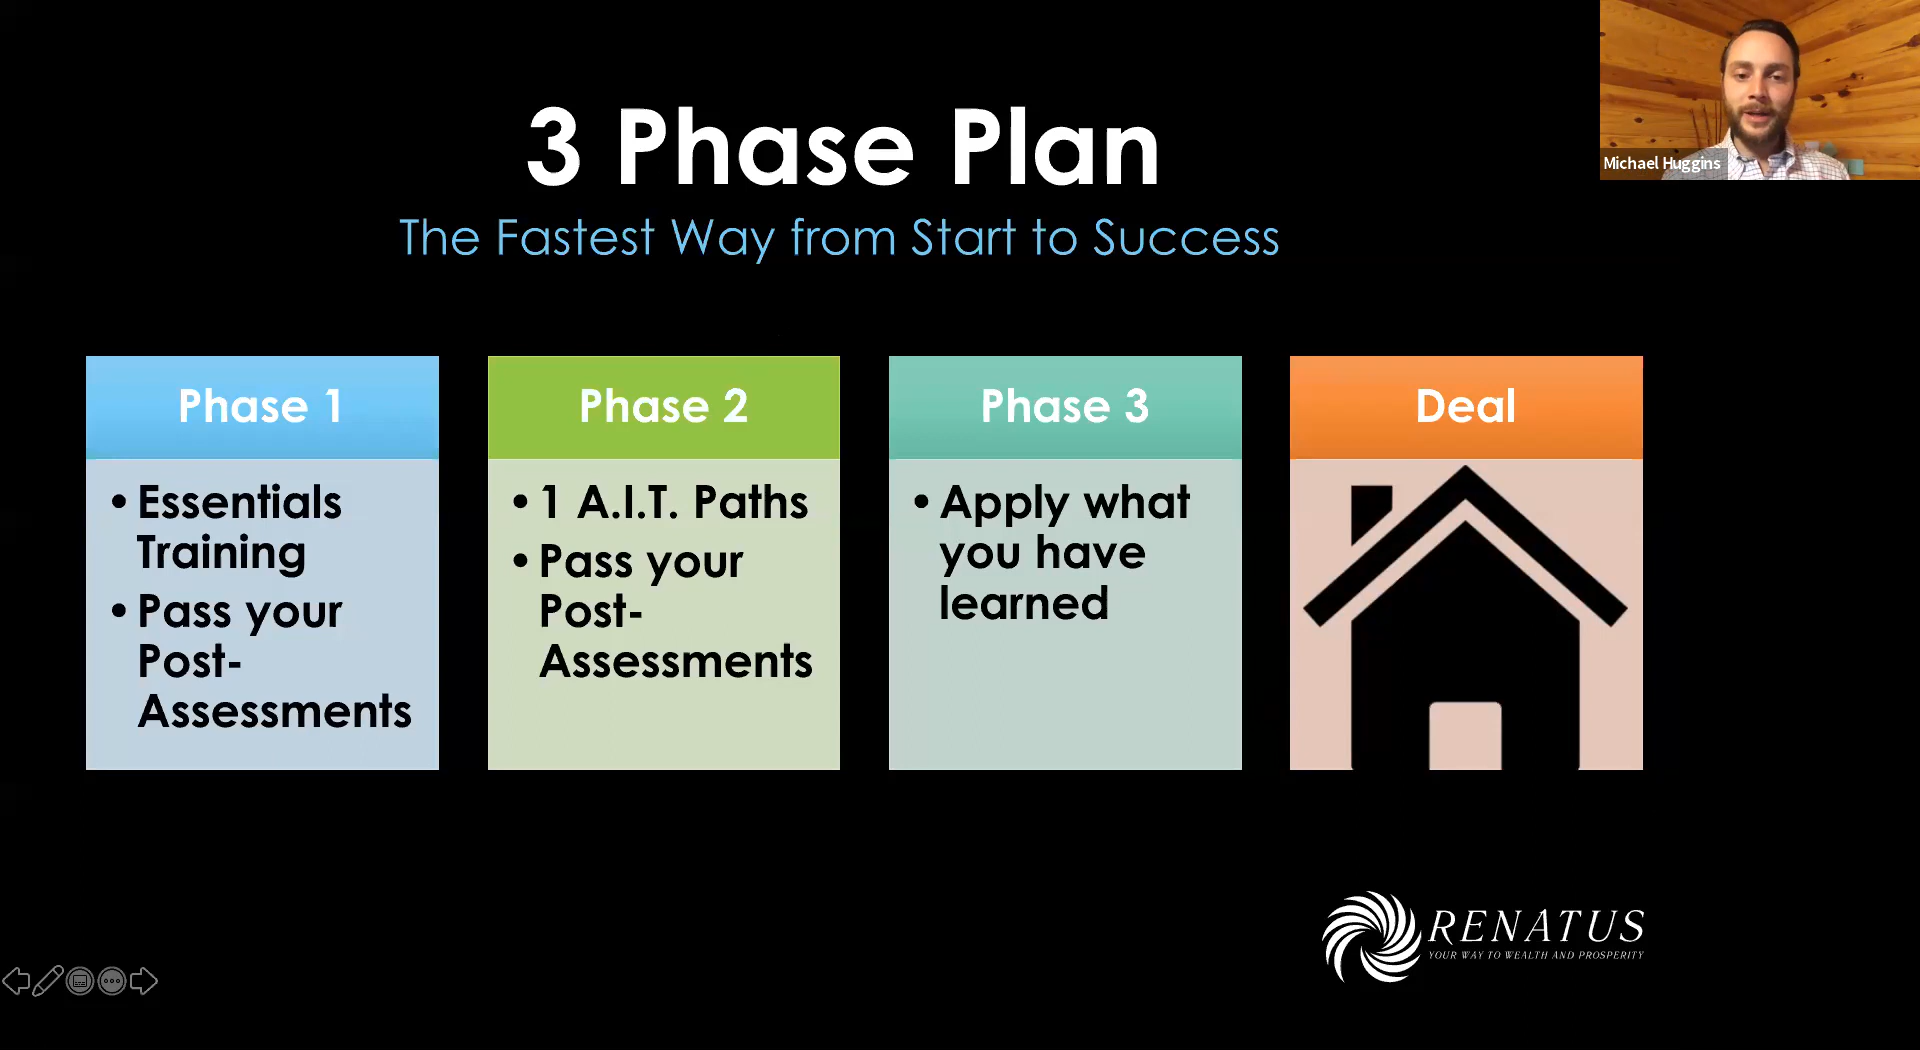 3 Phase Plan
The Fastest Way from Start to Success
Michael Huggins
Phase 1
• Essentials
Training
• Pass your
Post-
Assessments
Phase 2
• 1 A.I.T. Paths
• Pass your
Post-
Assessments
Phase 3
• Apply what
you have
learned
Deal
RENATUS
YOUR WAY TO WEALTH AND PROSPERITY